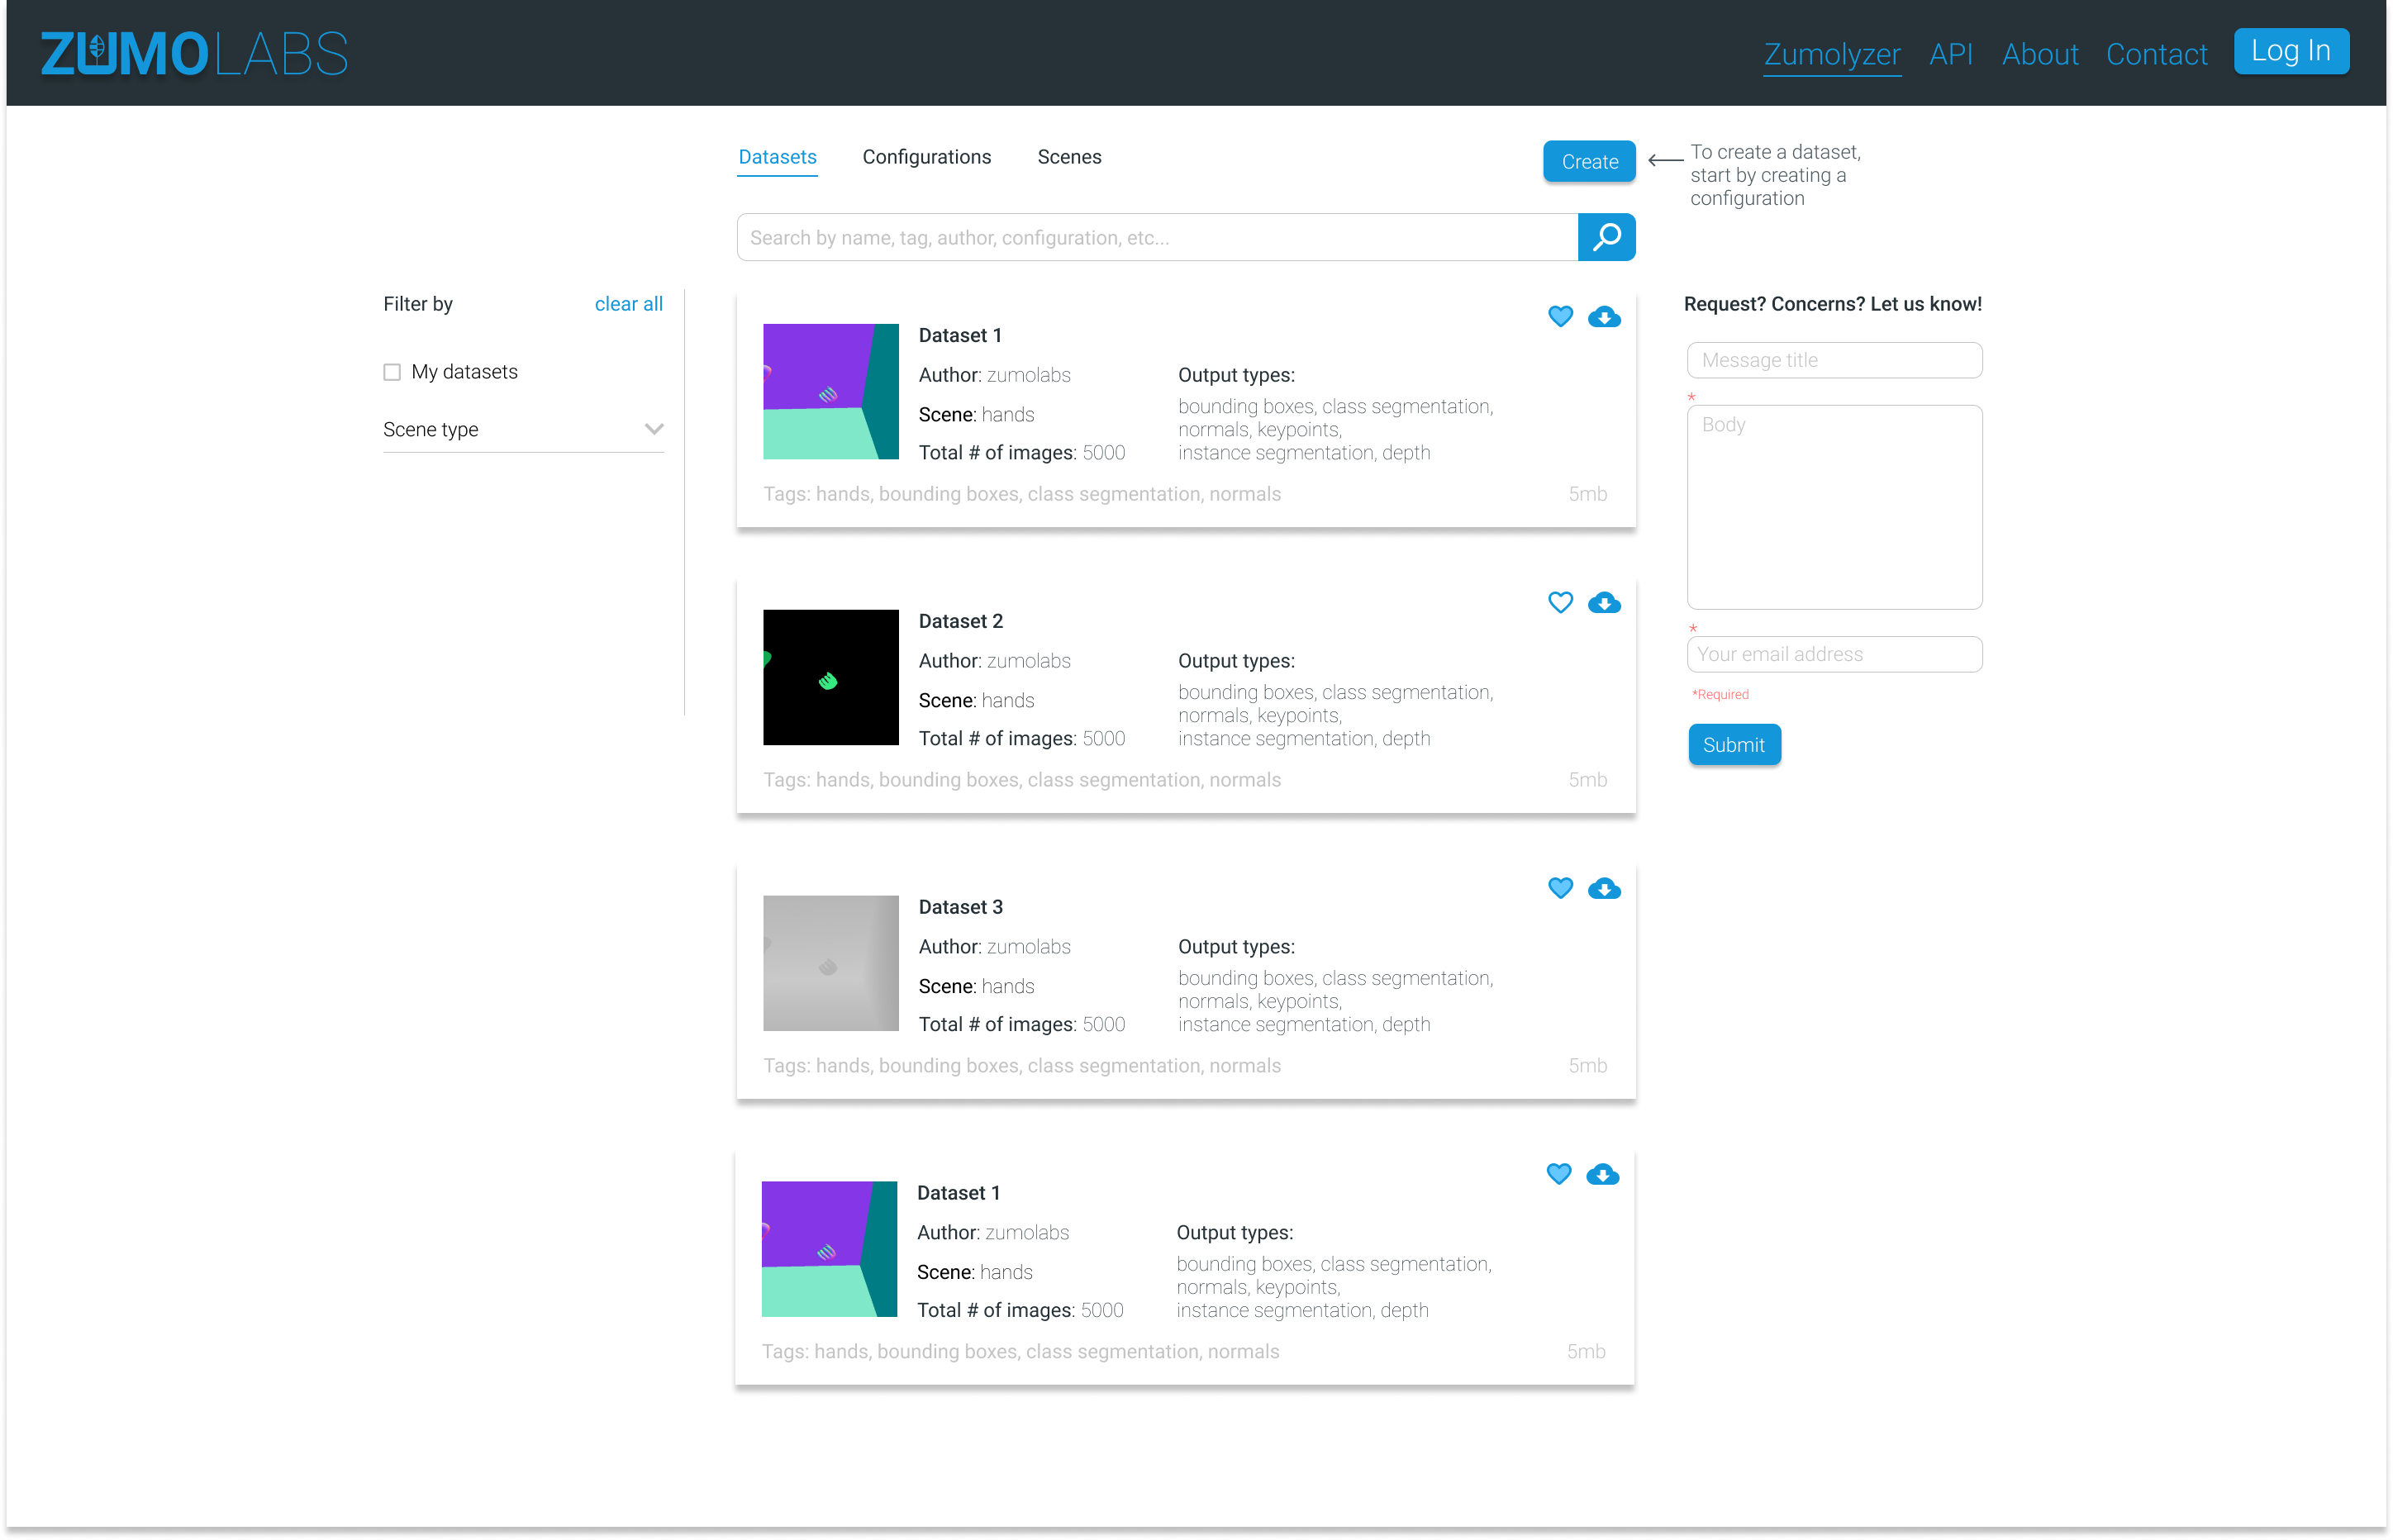 ZUMOLABS
Zumolyzer API About Contact Log In
Datasets Configurations Scenes
Create
To create a dataset,
start by creating a
configuration
Search by name, tag, author, configuration, etc...
Filter by clear all
My datasets
Scene type
Dataset 1
Author: zumolabs
Scene: hands
Total # of images: 5000
Output types:
bounding boxes, class segmentation,
normals, keypoints,
instance segmentation, depth
Tags: hands, bounding boxes, class segmentation, normals
5mb
Dataset 2
Author: zumolabs
Scene: hands
Total # of images: 5000
Output types:
bounding boxes, class segmentation,
normals, keypoints,
instance segmentation, depth
Tags: hands, bounding boxes, class segmentation, normals
5mb
Dataset 3
Author: zumolabs
Scene: hands
Total # of images: 5000
Output types:
bounding boxes, class segmentation,
normals, keypoints,
instance segmentation, depth
Tags: hands, bounding boxes, class segmentation, normals
5mb
Dataset 1
Author: zumolabs
Scene: hands
Total # of images: 5000
Output types:
bounding boxes, class segmentation,
normals, keypoints,
instance segmentation, depth
Tags: hands, bounding boxes, class segmentation, normals
5mb
Request? Concerns? Let us know!
Message title
*
Body
*
Your email address
*Required
Submit